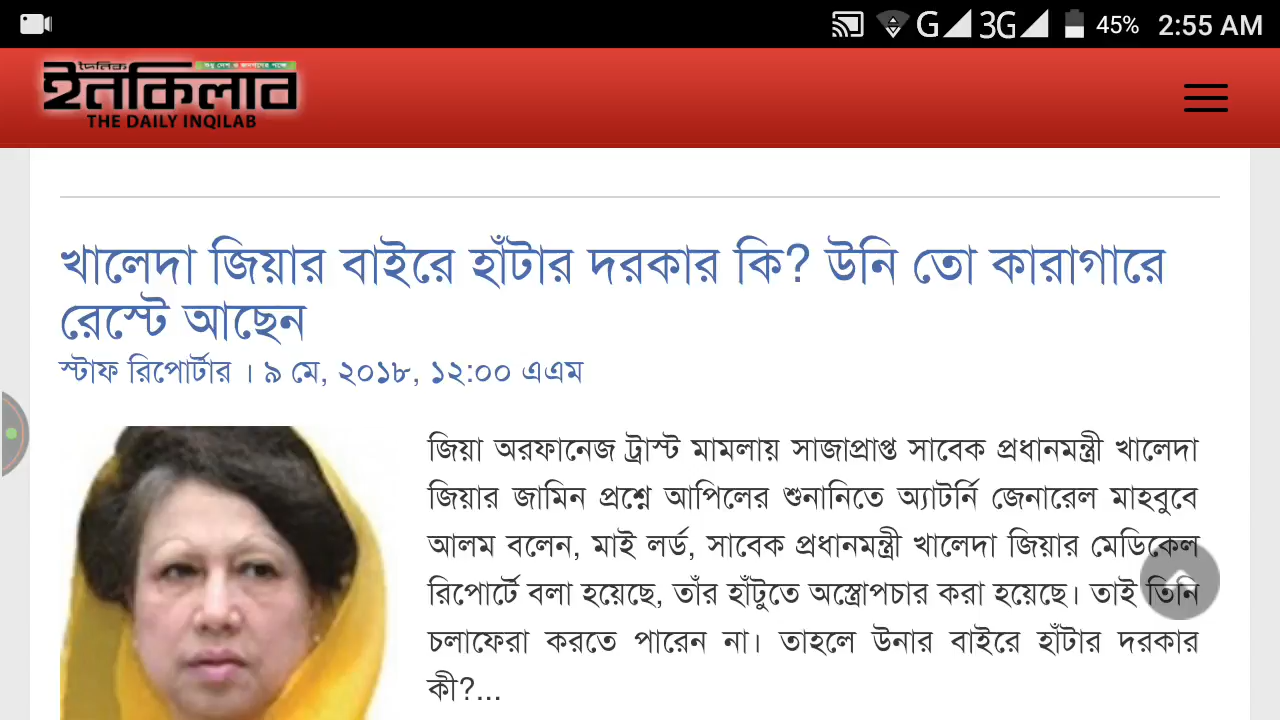 G 3G 45% 2:55 AM
দৈনিক
শুধু দেশ ও জনগণের পক্ষে
ইনকিলাব
THE DAILY INQILAB
খালেদা জিয়ার বাইরে হাঁটার দরকার কি? উনি তো কারাগারে
রেস্টে আছেন
স্টাফ রিপোর্টার । ৯ মে, ২০১৮, ১২:০০ এএম
জিয়া অরফানেজ ট্রাস্ট মামলায় সাজাপ্রাপ্ত সাবেক প্রধানমন্ত্রী খালেদা
জিয়ার জামিন প্রশ্নে আপিলের শুনানিতে অ্যাটর্নি জেনারেল মাহবুবে
আলম বলেন, মাই লর্ড, সাবেক প্রধানমন্ত্রী খালেদা জিয়ার মেডিকেল
রিপোর্টে বলা হয়েছে, তাঁর হাঁটুতে অস্ত্রোপচার করা হয়েছে। তাই তিনি
চলাফেরা করতে পারেন না। তাহলে উনার বাইরে হাঁটার দরকার
কী?...